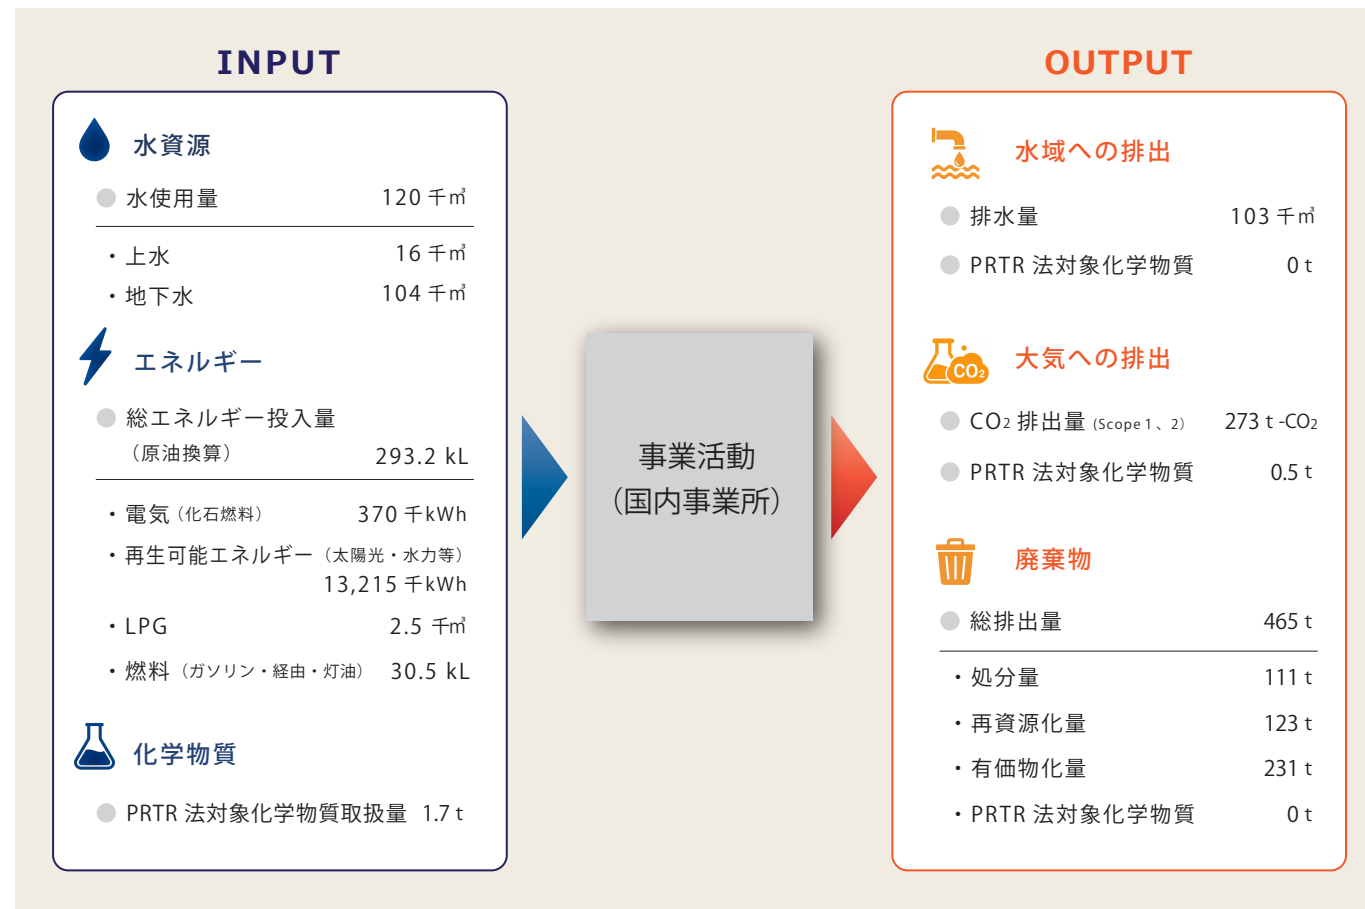 INPUT
水資源
水使用量 120 千㎥
・上水 16 千㎥
・地下水 104 千㎥
エネルギー
総エネルギー投入量
（原油換算） 293.2 kL
・電気（化石燃料） 370 千kWh
・再生可能エネルギー（太陽光・水力等）
13,215 千kWh
・LPG 2.5 千㎥
・燃料（ガソリン・経由・灯油） 30.5 kL
化学物質
PRTR 法対象化学物質取扱量 1.7 t
事業活動
（国内事業所）
OUTPUT
水域への排出
排水量 103 千㎥
PRTR 法対象化学物質 0 t
CO2
大気への排出
CO2 排出量 (Scope 1 、2) 273 t -CO2
PRTR 法対象化学物質 0.5 t
廃棄物
総排出量 465 t
・処分量 111 t
・再資源化量 123 t
・有価物化量 231 t
・PRTR 法対象化学物質 0 t